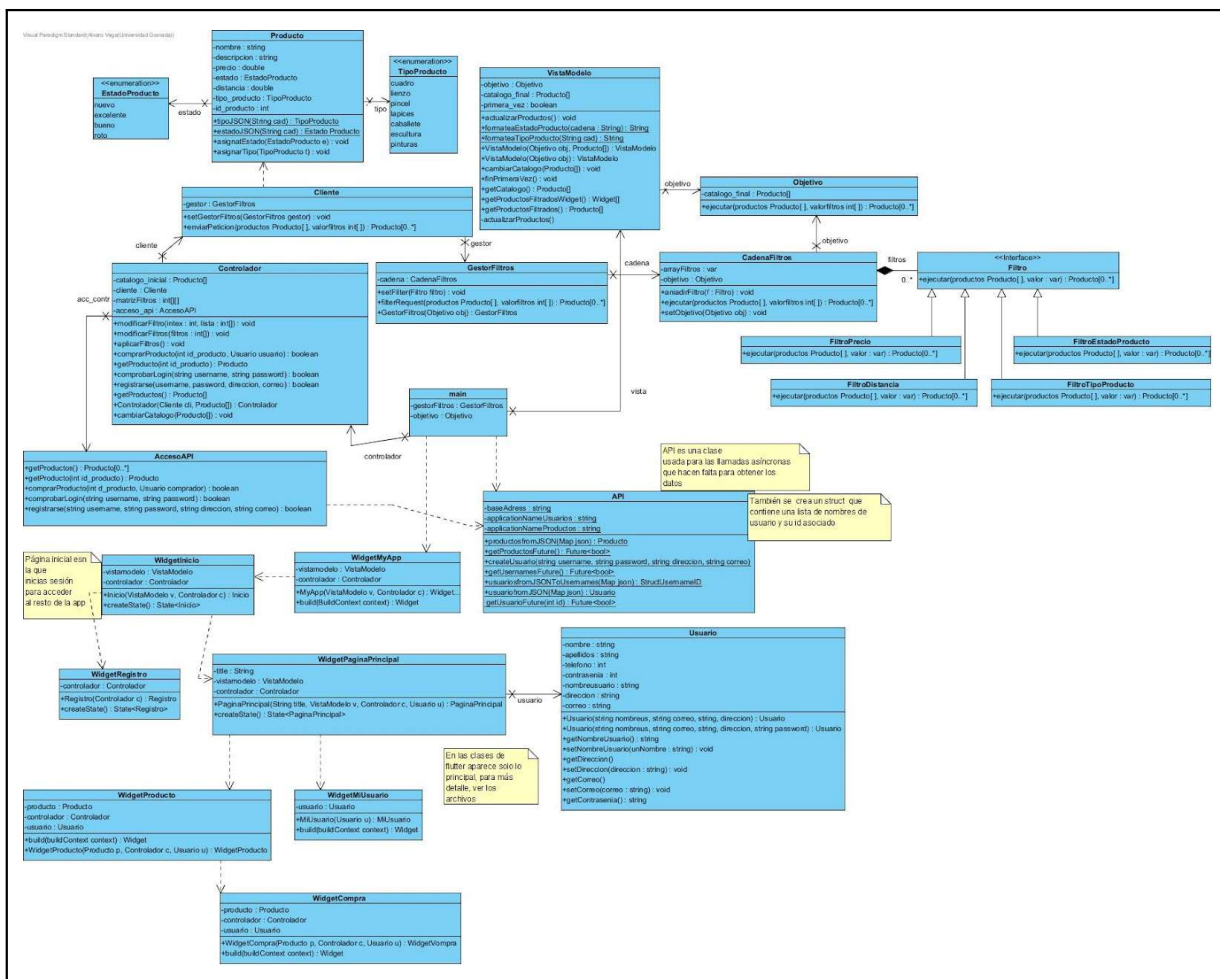 Visual Paradigm Standard(Alvaro Vega(Universidad Granada))
Producto
-nombre : string
-descripcion : string
-precio : double
-estado : EstadoProducto
-distancia : double
-tipo_producto : TipoProducto
-id_producto : int
+tipoJSON(String cad) : TipoProducto
+estadoJSON(String cad) : Estado Producto
+asignatEstado(EstadoProducto e) : void
+asignarTipo(TipoProducto t) : void
<<enumeration>>
EstadoProducto
nuevo
excelente
bueno
roto
estado
<<enumeration>>
TipoProducto
cuadro
lienzo
pincel
lapices
caballete
escultura
pinturas
tipo
VistaModelo
-objetivo : Objetivo
-catalogo_final : Producto[]
-primera_vez : boolean
+actualizarProductos() : void
+formateaEstadoProducto(cadena : String) : String
+formateaTipoProducto(String cad) : String
+VistaModelo(Objetivo obj, Producto[]) : VistaModelo
+VistaModelo(Objetivo obj) : VistaModelo
+cambiarCatalogo(Producto[]) : void
+finPrimeraVez() : void
+getCatalogo() : Producto[]
+getProductosFiltradosWidget() : Widget[]
+getProductosFiltrados() : Producto[]
-actualizarProductos()
objetivo
Objetivo
-catalogo_final : Producto[]
+ejecutar(productos Producto[ ], valorfiltros int[ ]) : Producto[0..*]
objetivo
Cliente
-gestor : GestorFiltros
+setGestorFiltros(GestorFiltros gestor) : void
+enviarPeticion(productos Producto[ ], valorfiltros int[ ]) : Producto[0..*]
cliente
gestor
Controlador
-catalogo_inicial : Producto[]
-cliente : Cliente
-matrizFiltros : int[][]
-acceso_api : AccesoAPI
+modificarFiltro(intex : int, lista : int[]) : void
+modificarFiltros(filtros : int[]) : void
+aplicarFiltros() : void
+comprarProducto(int id_producto, Usuario usuario) : boolean
+getProducto(int id_producto) : Producto
+comprobarLogin(string username, string password) : boolean
+registrarse(username, password, direccion, correo) : boolean
+getProductos() : Producto[]
+Controlador(Cliente cli, Producto[]) : Controlador
+cambiarCatalogo(Producto[]) : void
acc_contr
GestorFiltros
-cadena : CadenaFiltros
+setFilter(Filtro filtro) : void
+filterRequest(productos Producto[ ], valorfiltros int[ ]) : Producto[0..*]
+GestorFiltros(Objetivo obj) : GestorFiltros
cadena
CadenaFiltros
-arrayFiltros : var
-objetivo : Objetivo
+aniadirFiltro(f : Filtro) : void
+ejecutar(productos Producto[ ], valorfiltros int[ ]) : Producto[0..*]
+setObjetivo(Objetivo obj) : void
filtros
0..*
<<Interface>>
Filtro
+ejecutar(productos Producto[ ], valor : var) : Producto[0..*]
FiltroPrecio
+ejecutar(productos Producto[ ], valor : var) : Producto[0..*]
FiltroEstadoProducto
+ejecutar(productos Producto[ ], valor : var) : Producto[0..*]
FiltroDistancia
+ejecutar(productos Producto[ ], valor : var) : Producto[0..*]
FiltroTipoProducto
+ejecutar(productos Producto[ ], valor : var) : Producto[0..*]
main
-gestorFiltros : GestorFiltros
-objetivo : Objetivo
vista
controlador
AccesoAPI
+getProductos() : Producto[0..*]
+getProducto(int id_producto) : Producto
+comprarProducto(int d_producto, Usuario comprador) : boolean
+comprobarLogin(string username, string password) : boolean
+registrarse(string username, string password, string direccion, string correo) : boolean
API es una clase
usada para las llamadas asíncronas
que hacen falta para obtener los
datos
También se crea un struct que
contiene una lista de nombres de
usuario y su id asociado
API
-baseAdress : string
-applicationNameUsuarios : string
-applicationNameProductos : string
+productosfromJSON(Map json) : Producto
+getProductosFuture() : Future<bool>
+createUsuario(string username, string password, string direccion, string correo)
+getUsernamesFuture() : Future<bool>
+usuariosfromJSONToUsernames(Map json) : StructUsernameID
+usuariofromJSON(Map json) : Usuario
getUsuarioFuture(int id) : Future<bool>
Página inicial esn
la que
inicias sesión
para acceder
al resto de la app
WidgetInicio
-vistamodelo : VistaModelo
-controlador : Controlador
+Inicio(VistaModelo v, Controlador c) : Inicio
+createState() : State<Inicio>
WidgetMyApp
-vistamodelo : VistaModelo
-controlador : Controlador
+MyApp(VistaModelo v, Controlador c) : Widget...
+build(BuildContext context) : Widget
WidgetRegistro
-controlador : Controlador
+Registro(Controlador c) : Registro
+createState() : State<Registro>
WidgetPaginaPrincipal
-title : String
-vistamodelo : VistaModelo
-controlador : Controlador
+PaginaPrincipal(String title, VistaModelo v, Controlador c, Usuario u) : PaginaPrincipal
+createState() : State<PaginaPrincipal>
usuario
Usuario
-nombre : string
-apellidos : string
-telefono : int
-contrasenia : int
-nombreusuario : string
-direccion : string
-correo : string
+Usuario(string nombreus, string correo, string, direccion) : Usuario
+Usuario(string nombreus, string correo, string, direccion, string password) : Usuario
+getNombreUsuario() : string
+setNombreUsuario(unNombre : string) : void
+getDireccion()
+setDireccion(direccion : string) : void
+getCorreo()
+setCorreo(correo : string) : void
+getContrasenia() : string
En las clases de
flutter aparece solo lo
principal, para más
detalle, ver los
archivos
WidgetProducto
-producto : Producto
-controlador : Controlador
-usuario : Usuario
+build(buildContext context) : Widget
+WidgetProducto(Producto p, Controlador c, Usuario u) : WidgetProducto
WidgetMiUsuario
-usuario : Usuario
+MiUsuario(Usuario u) : MiUsuario
+build(buildContext context) : Widget
WidgetCompra
-producto : Producto
-controlador : Controlador
-usuario : Usuario
+WidgetCompra(Producto p, Controlador c, Usuario u) : WidgetVompra
+build(buildContext context) : Widget